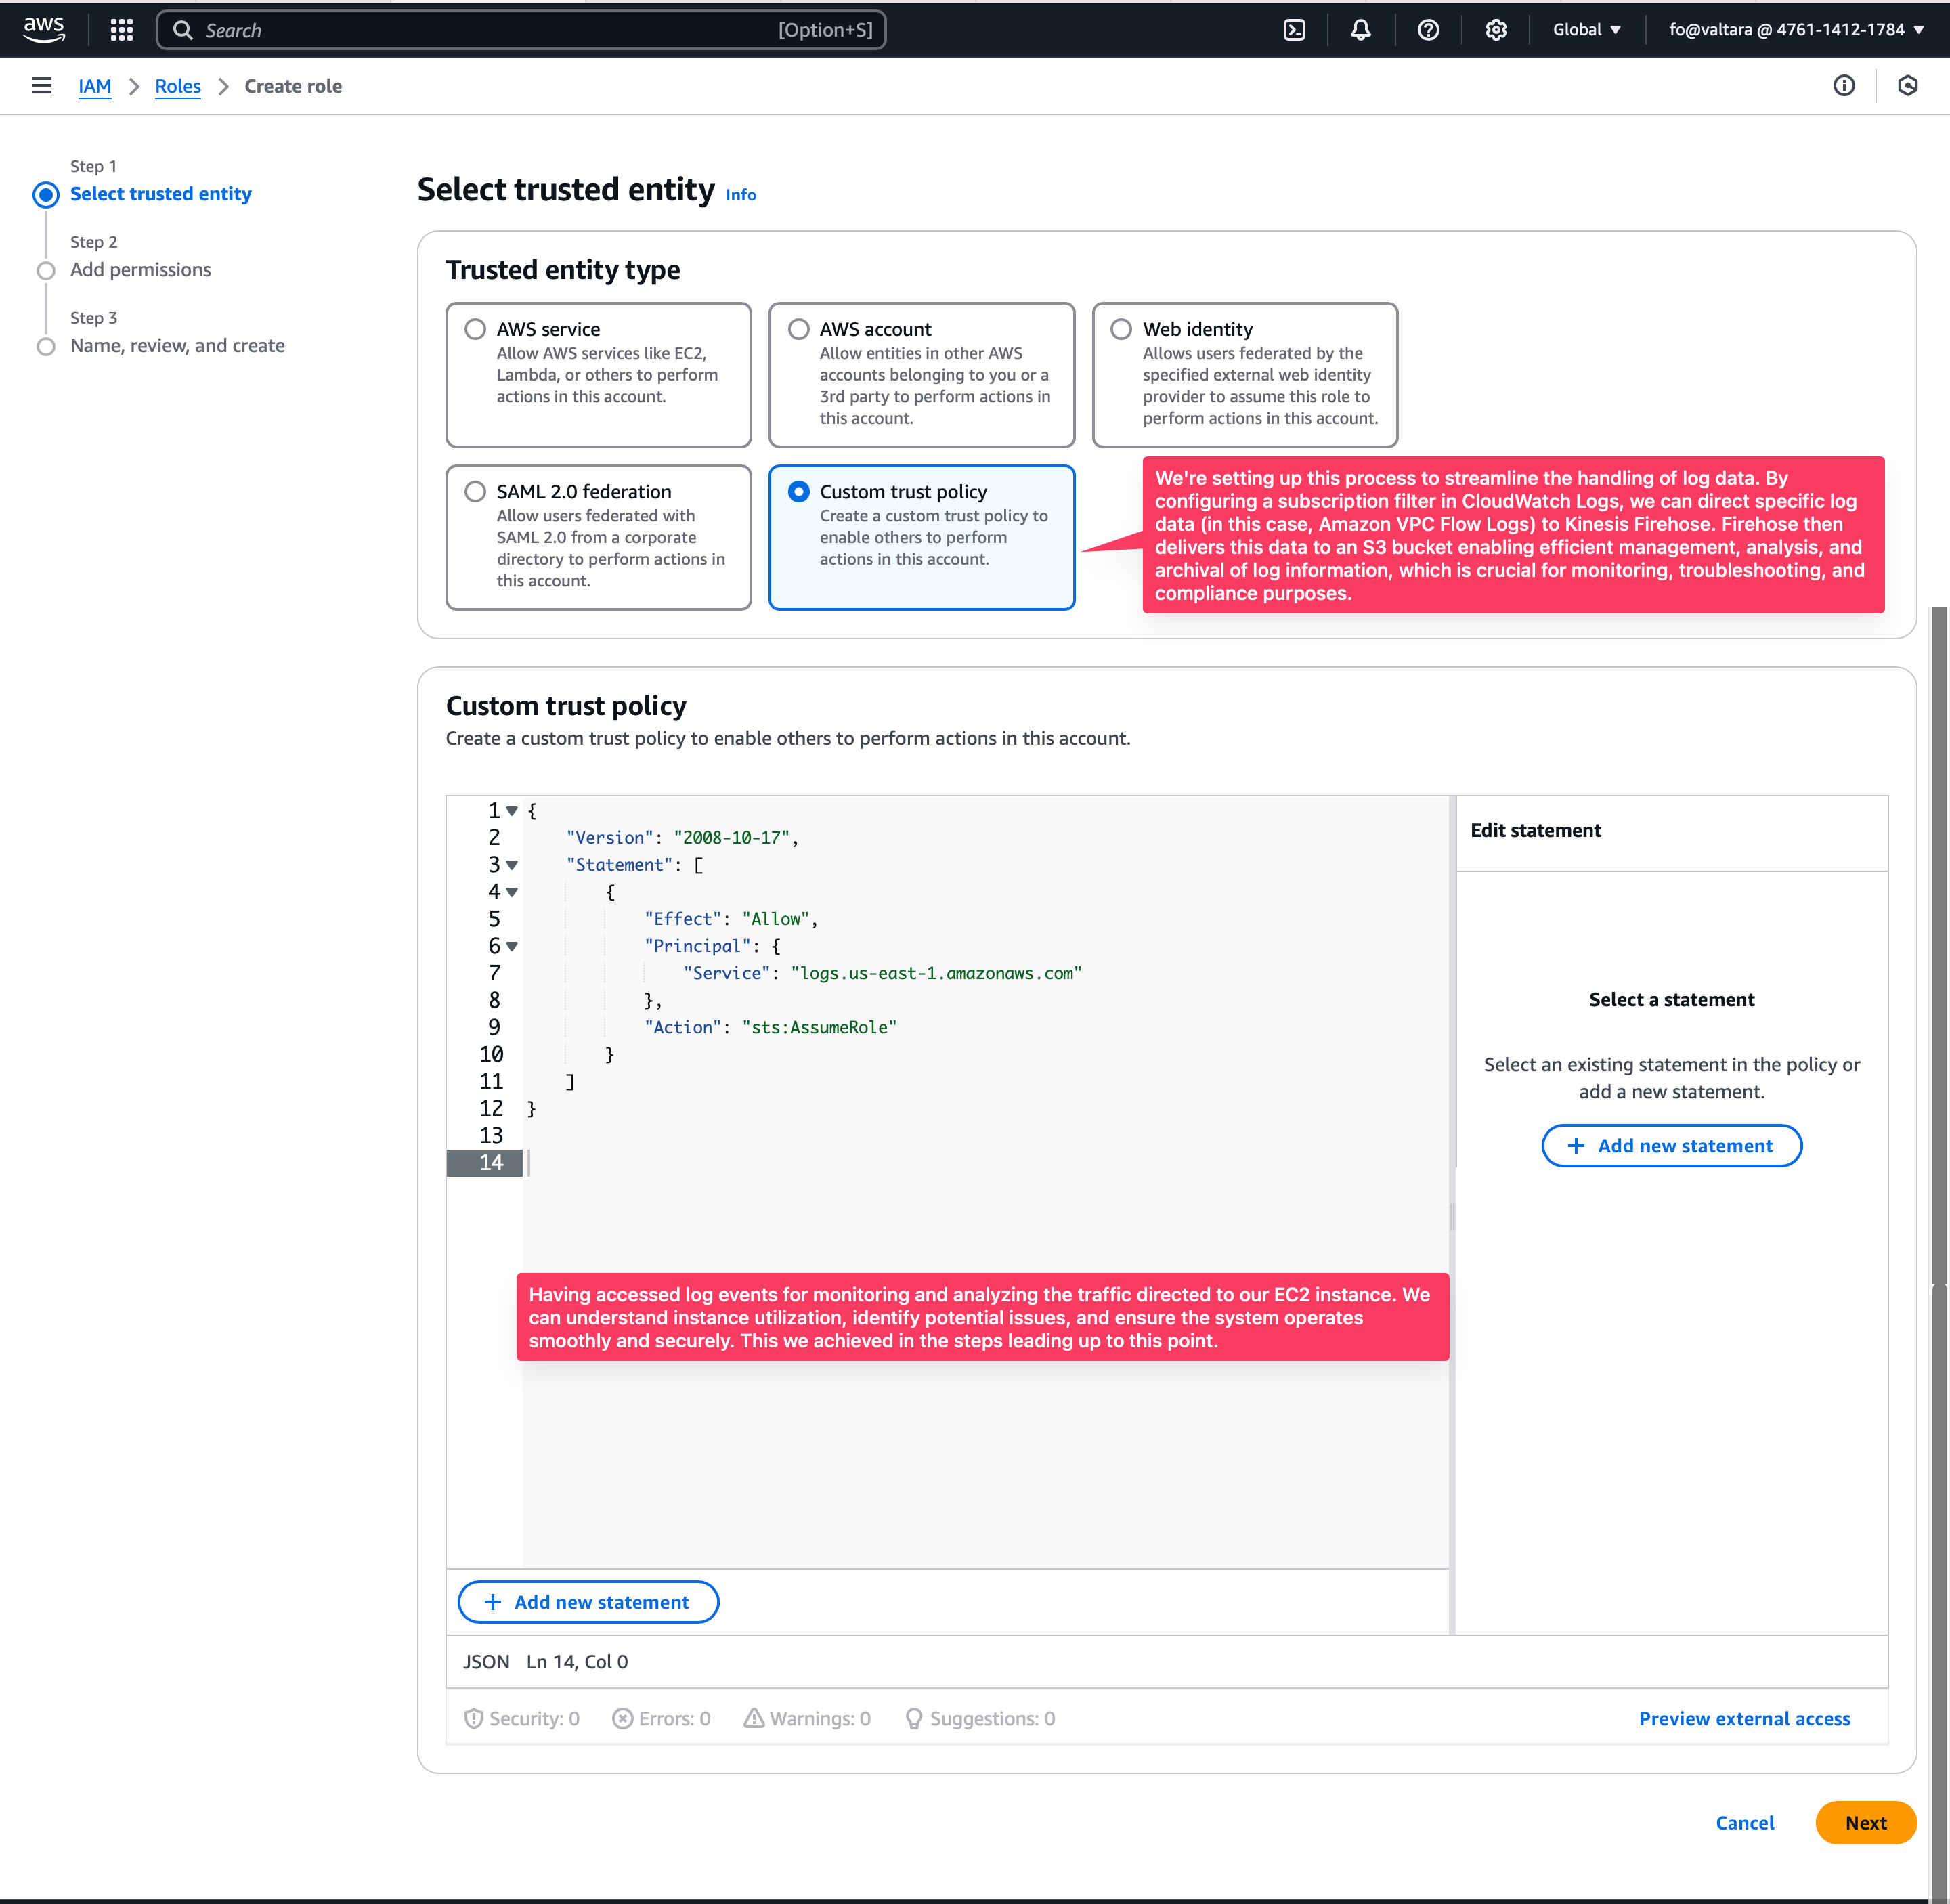 aws
Search
[Option+S]
Global
fo@valtara @ 4761-1412-1784
IAM
Roles
Create role
Step 1
Select trusted entity
Step 2
Add permissions
Step 3
Name, review, and create
Select trusted entity Info
Trusted entity type
AWS service
Allow AWS services like EC2,
Lambda, or others to perform
actions in this account.
AWS account
Allow entities in other AWS
accounts belonging to you or a
3rd party to perform actions in
this account.
Web identity
Allows users federated by the
specified external web identity
provider to assume this role to
perform actions in this account.
SAML 2.0 federation
Allow users federated with
SAML 2.0 from a corporate
directory to perform actions in
this account.
Custom trust policy
Create a custom trust policy to
enable others to perform
actions in this account.
We're setting up this process to streamline the handling of log data. By
configuring a subscription filter in CloudWatch Logs, we can direct specific log
data (in this case, Amazon VPC Flow Logs) to Kinesis Firehose. Firehose then
delivers this data to an S3 bucket enabling efficient management, analysis, and
archival of log information, which is crucial for monitoring, troubleshooting, and
compliance purposes.
Custom trust policy
Create a custom trust policy to enable others to perform actions in this account.
1 {
2 "Version": "2008-10-17",
3 "Statement": [
4 {
5 "Effect": "Allow",
6 "Principal": {
7 "Service": "logs.us-east-1.amazonaws.com"
8 },
9 "Action": "sts:AssumeRole"
10 }
11 ]
12 }
13
14
Edit statement
Select a statement
Select an existing statement in the policy or
add a new statement.
+ Add new statement
Having accessed log events for monitoring and analyzing the traffic directed to our EC2 instance. We
can understand instance utilization, identify potential issues, and ensure the system operates
smoothly and securely. This we achieved in the steps leading up to this point.
+ Add new statement
JSON Ln 14, Col 0
Security: 0
Errors: 0
Warnings: 0
Suggestions: 0
Preview external access
Cancel
Next